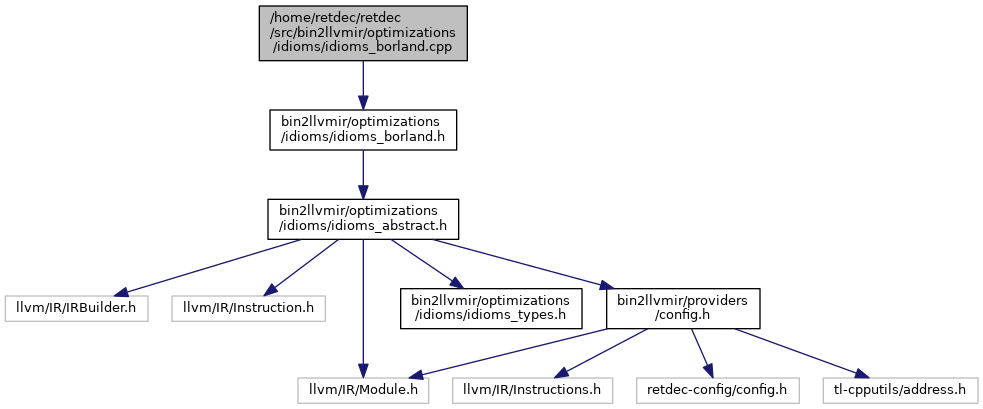 /home/retdec/retdec
/src/bin2llvmir/optimizations
/idioms/idioms_borland.cpp
bin2llvmir/optimizations
/idioms/idioms_borland.h
bin2llvmir/optimizations
/idioms/idioms_abstract.h
llvm/IR/IRBuilder.h
llvm/IR/Instruction.h
bin2llvmir/optimizations
/idioms/idioms_types.h
bin2llvmir/providers
/config.h
llvm/IR/Module.h
llvm/IR/Instructions.h
retdec-config/config.h
tl-cpputils/address.h